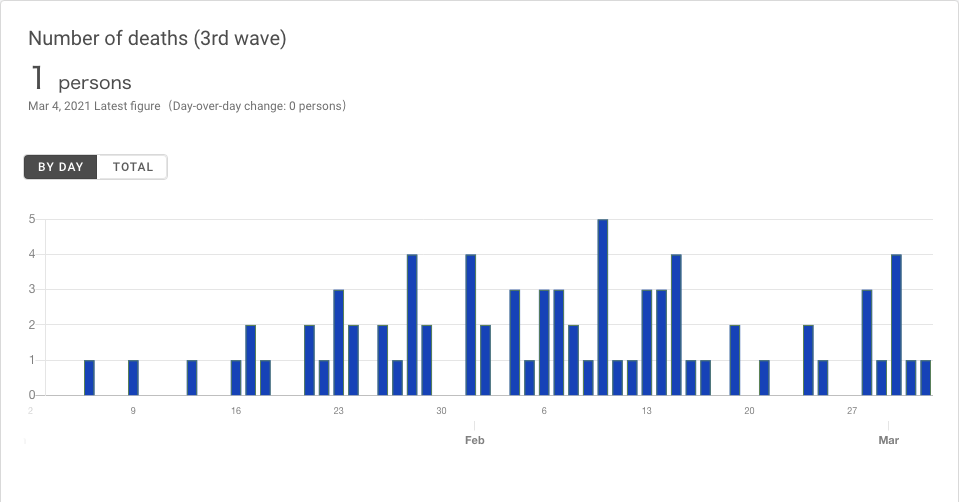 Number of deaths (3rd wave)
1 persons
Mar 4, 2021 Latest figure (Day-over-day change: 0 persons)
BY DAY TOTAL
5
4
3
2
1
0
2 9 16 23 30 6 13 20 27
Feb Mar